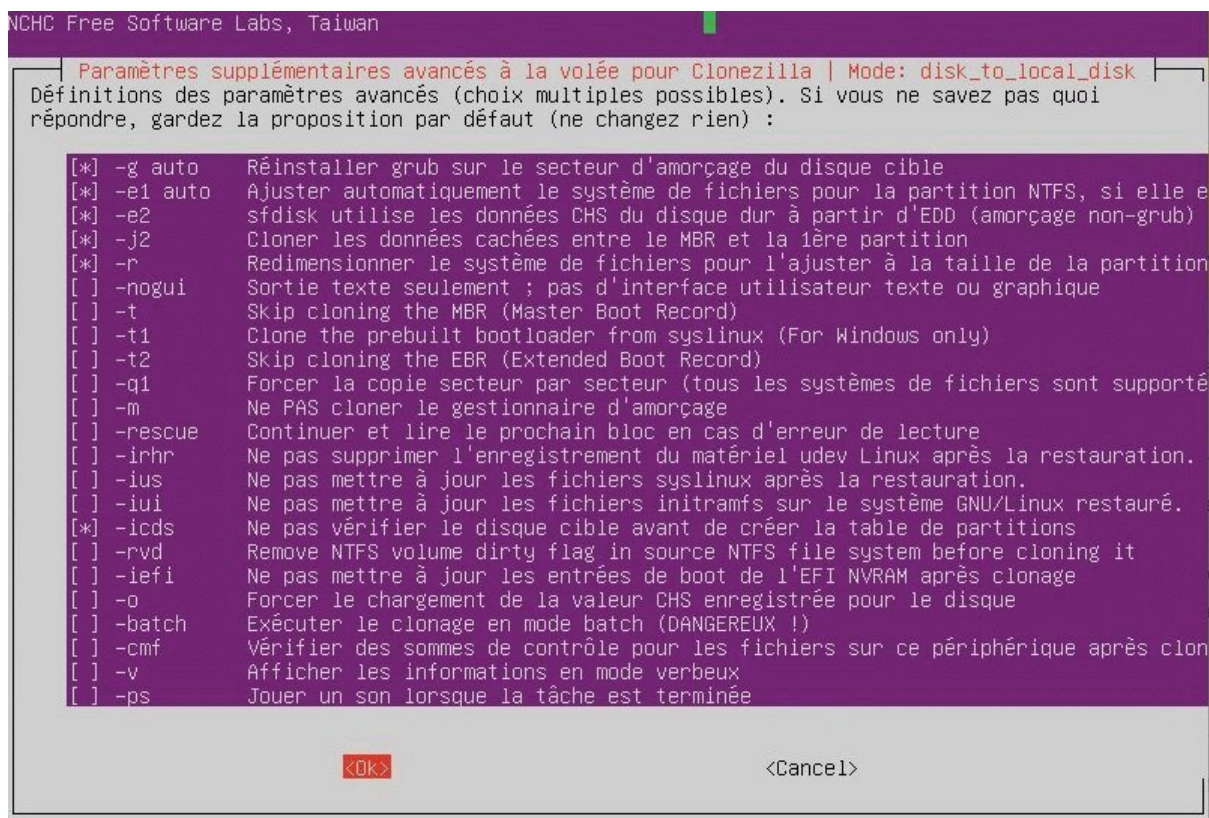 NCHC Free Software Labs, Taiwan
Paramètres supplémentaires avancés à la volée pour Clonezilla | Mode: disk_to_local_disk
Définitions des paramètres avancés (choix multiples possibles). Si vous ne savez pas quoi
répondre, gardez la proposition par défaut (ne changez rien) :
[*] -g auto Réinstaller grub sur le secteur d'amorçage du disque cible
[*] -e1 auto Ajuster automatiquement le système de fichiers pour la partition NTFS, si elle e
[*] -e2 sfdisk utilise les données CHS du disque dur à partir d'EDD (amorçage non-grub)
[*] -j2 Cloner les données cachées entre le MBR et la 1ère partition
[*] -r Redimensionner le système de fichiers pour l'ajuster à la taille de la partition
[ ] -nogui Sortie texte seulement ; pas d'interface utilisateur texte ou graphique
[ ] -t Skip cloning the MBR (Master Boot Record)
[ ] -t1 Clone the prebuilt bootloader from syslinux (For Windows only)
[ ] -t2 Skip cloning the EBR (Extended Boot Record)
[ ] -q1 Forcer la copie secteur par secteur (tous les systèmes de fichiers sont supporté
[ ] -m Ne PAS cloner le gestionnaire d'amorçage
[ ] -rescue Continuer et lire le prochain bloc en cas d'erreur de lecture
[ ] -irhr Ne pas supprimer l'enregistrement du matériel udev Linux après la restauration.
[ ] -ius Ne pas mettre à jour les fichiers syslinux après la restauration.
[ ] -iui Ne pas mettre à jour les fichiers initramfs sur le système GNU/Linux restauré.
[*] -icds Ne pas vérifier le disque cible avant de créer la table de partitions
[ ] -rvd Remove NTFS volume dirty flag in source NTFS file system before cloning it
[ ] -iefi Ne pas mettre à jour les entrées de boot de l'EFI NVRAM après clonage
[ ] -o Forcer le chargement de la valeur CHS enregistrée pour le disque
[ ] -batch Exécuter le clonage en mode batch (DANGEREUX !)
[ ] -cmf Vérifier des sommes de contrôle pour les fichiers sur ce périphérique après clon
[ ] -v Afficher les informations en mode verbeux
[ ] -ps Jouer un son lorsque la tâche est terminée
<Ok> <Cancel>